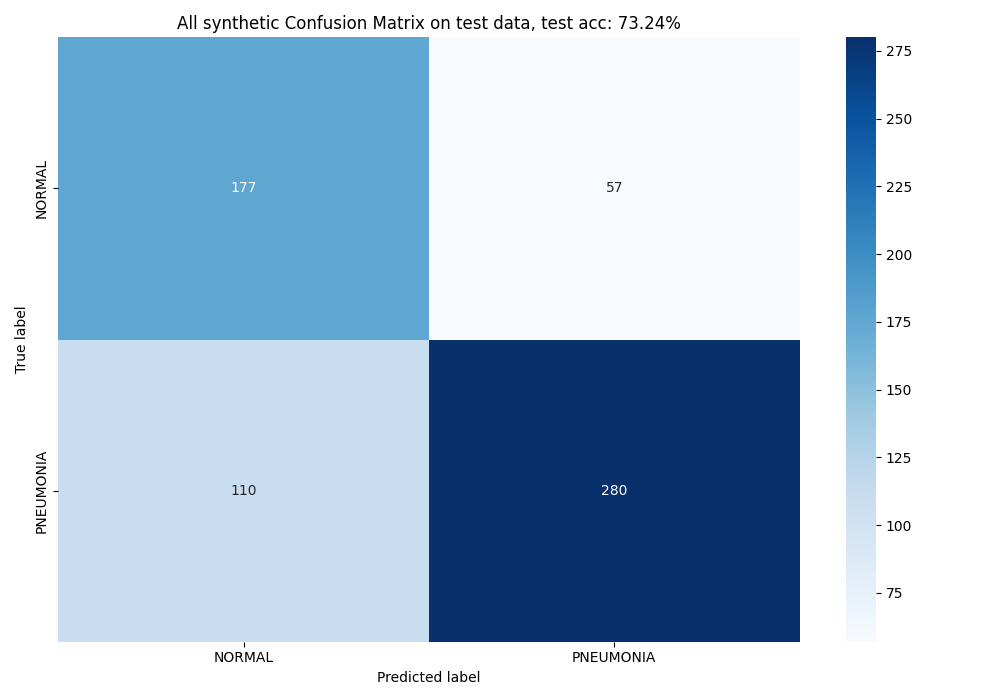 All synthetic Confusion Matrix on test data, test acc: 73.24%
275
250
225
NORMAL
177
57
200
True label
175
150
125
PNEUMONIA
110
280
100
75
NORMAL
PNEUMONIA
Predicted label